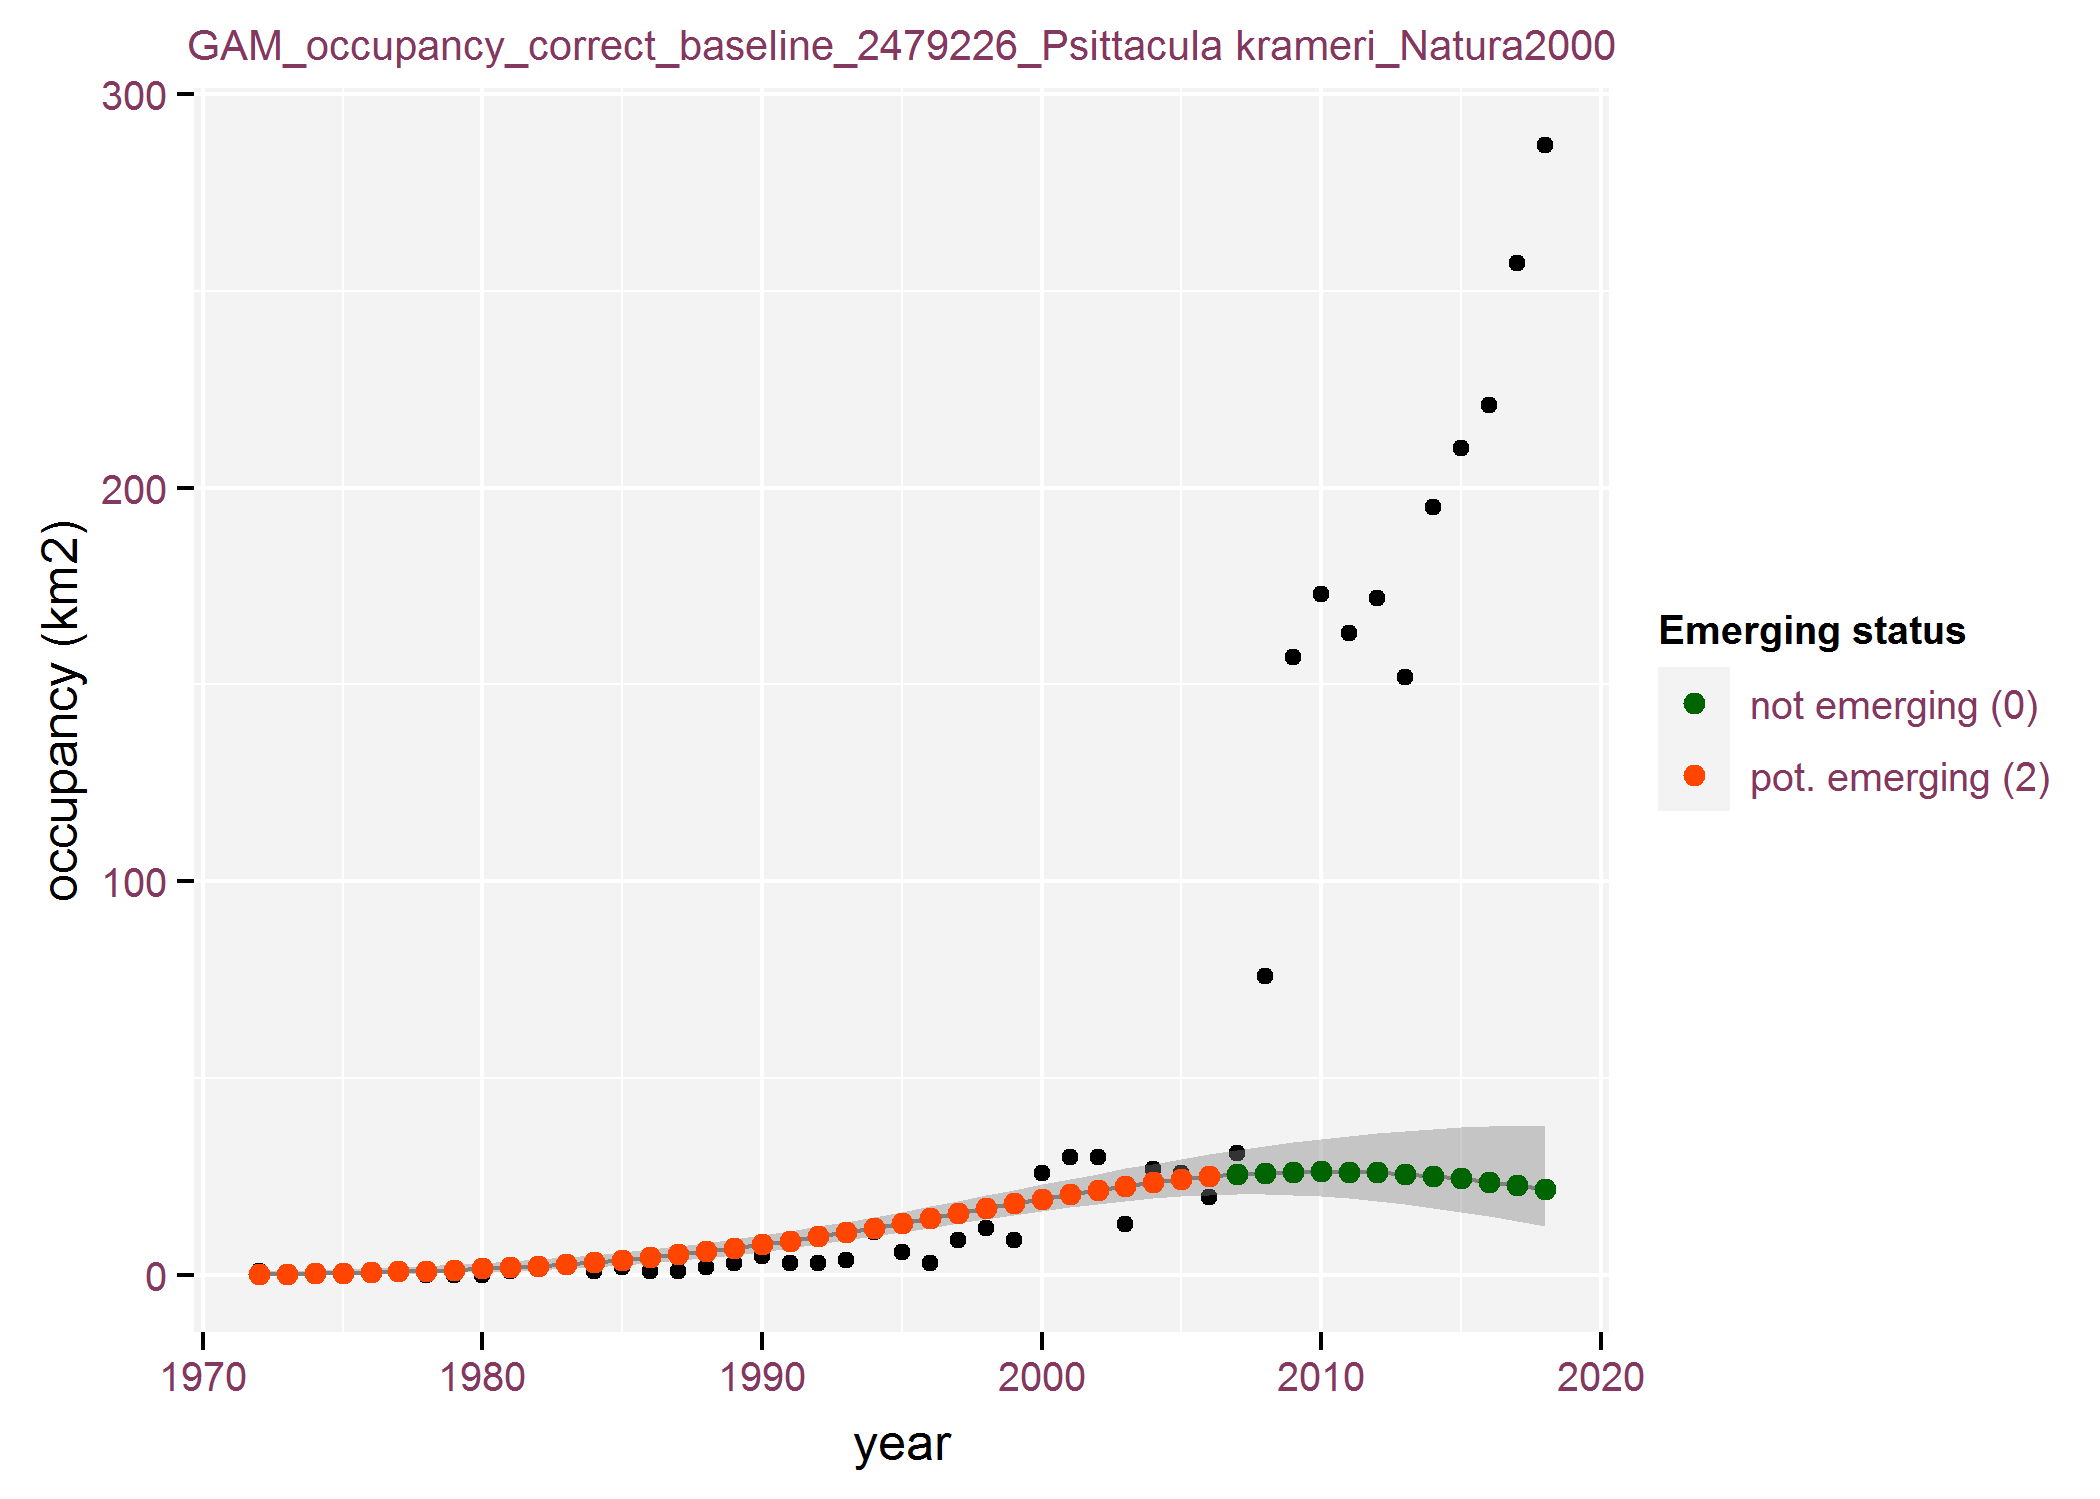 GAM_occupancy_correct_baseline_2479226_Psittacula krameri_Natura2000
300
200
100
0
occupancy (km2)
1970 1980 1990 2000 2010 2020
year
Emerging status
not emerging (0)
pot. emerging (2)